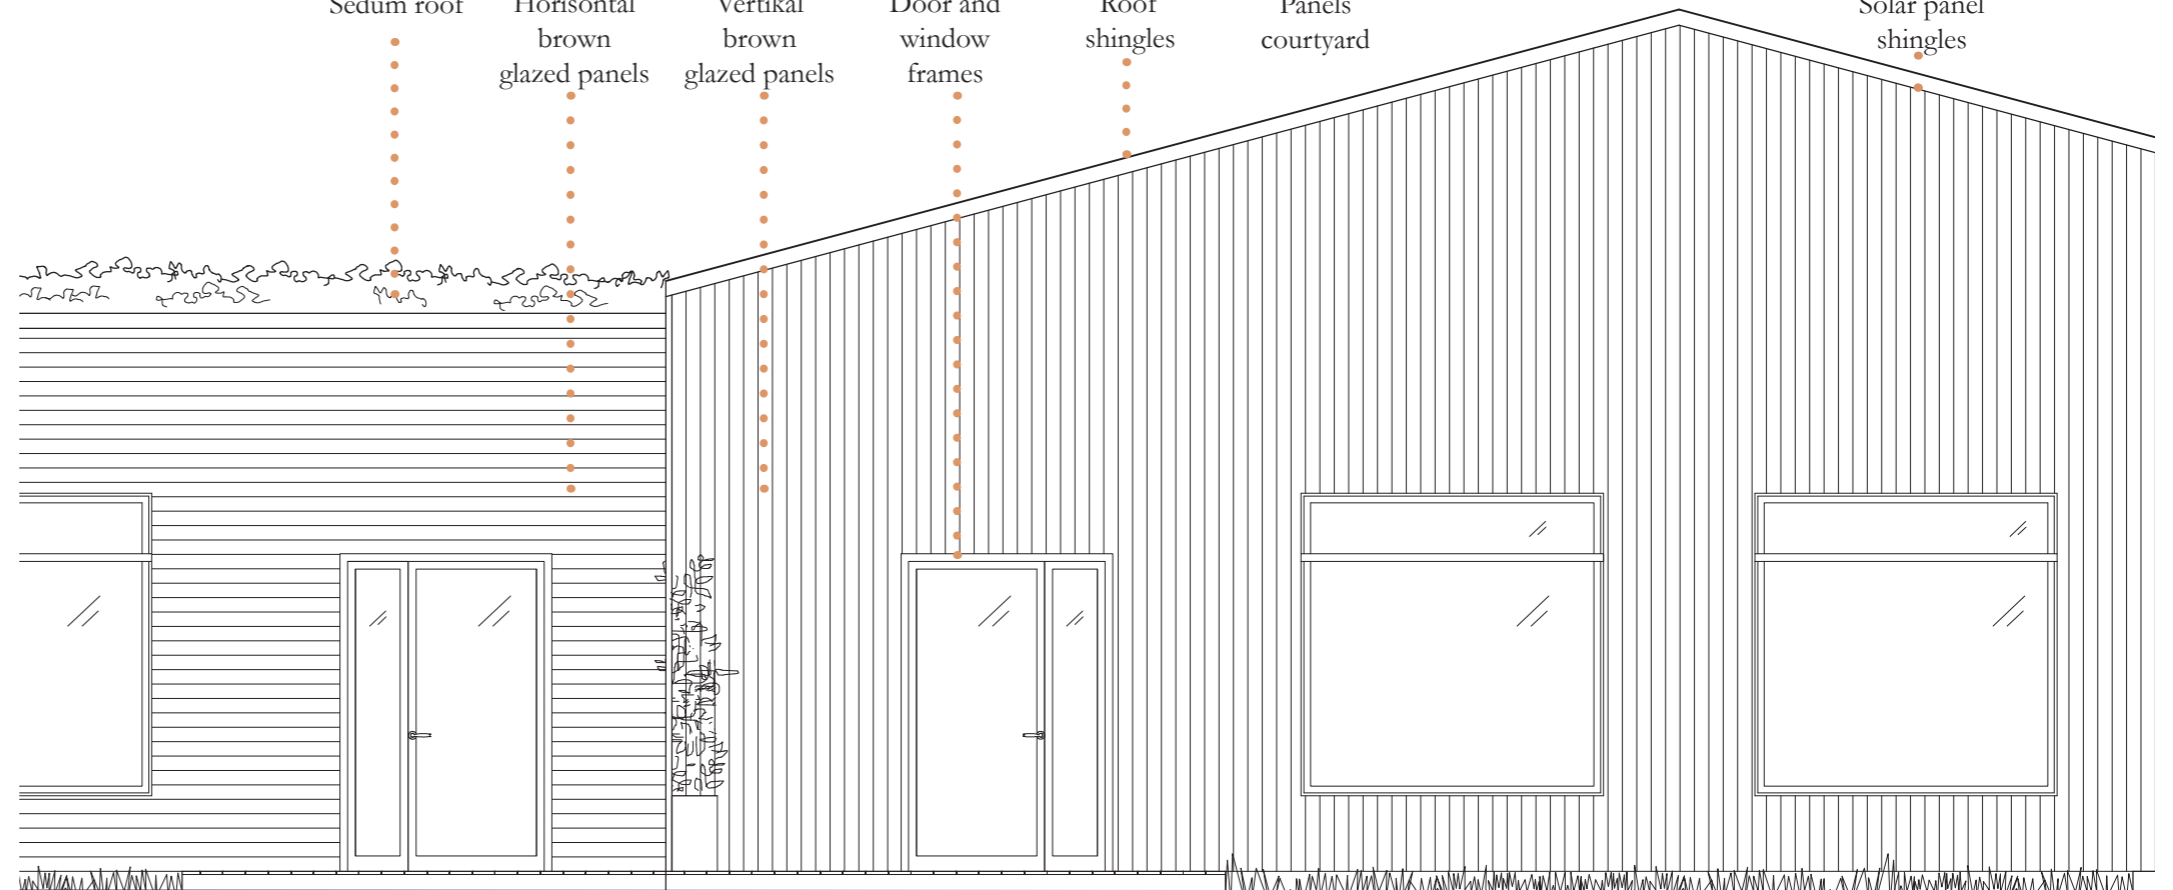 Sedum roof
Horisontal
brown
glazed panels
Vertikal
brown
glazed panels
Door and
window
frames
Roof
shingles
Panels
courtyard
Solar panel
shingles